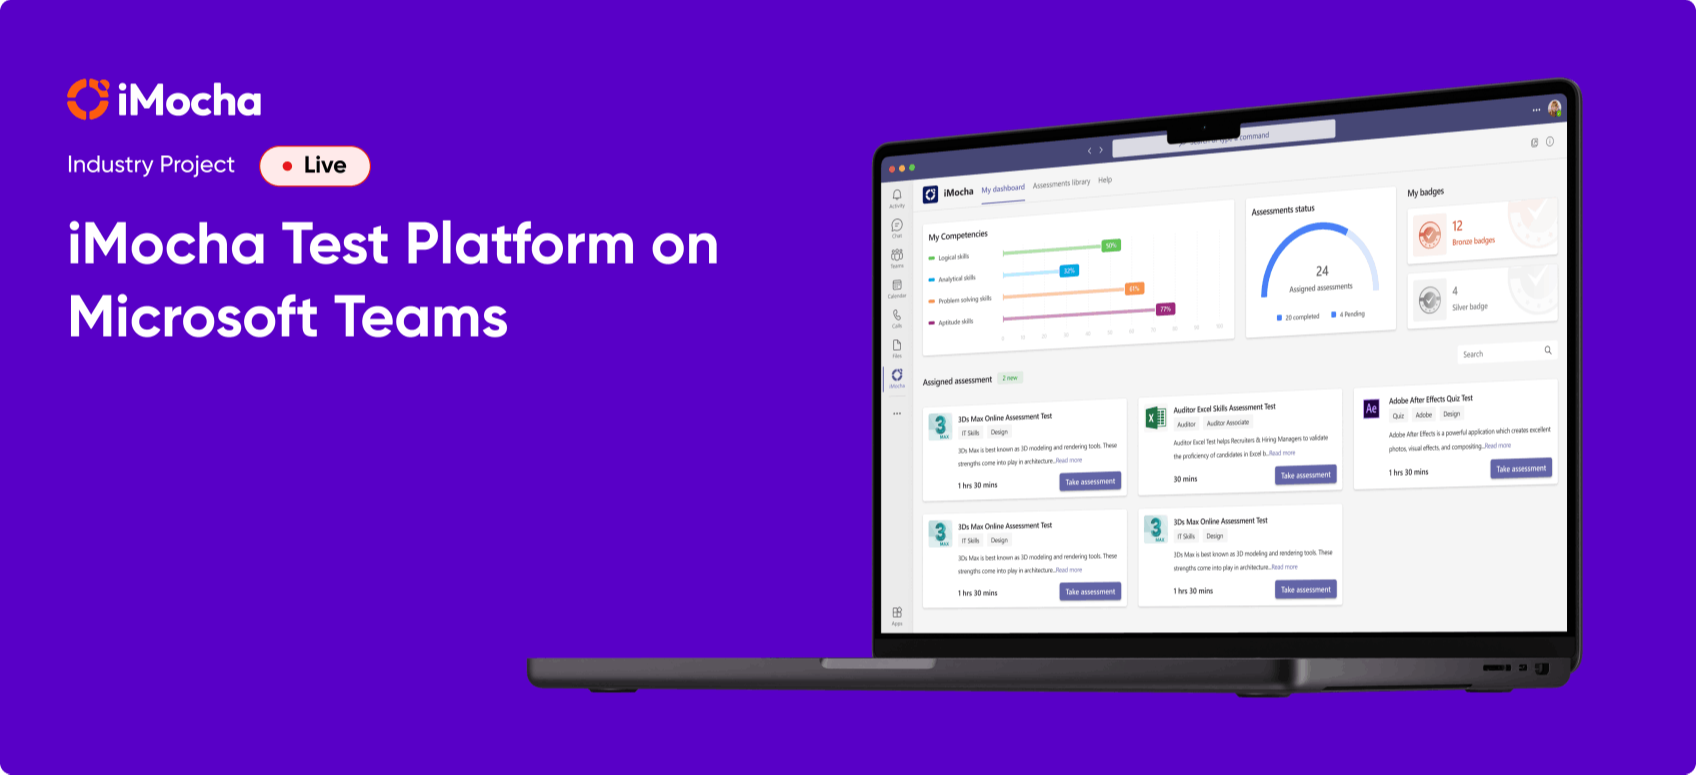 iMocha
Industry Project
Live
iMocha Test Platform on
Microsoft Teams
command
iMocha
My dashboard
Assessments library
Help
Activity
Chat
Teams
Calendar
Calls
Files
iMocha
Apps
My Competencies
Logical skills
Analytical skills
Problem solving skills
Aptitude skills
50%
32%
61%
77%
Assessments status
24
Assigned assessments
20 completed
4 Pending
My badges
12
Bronze badges
4
Silver badge
Search
Assigned assessment
2 new
3
MAX
3Ds Max Online Assessment Test
IT Skills
Design
3Ds Max is best known as 3D modeling and rendering tools. These
strengths come into play in architecture...Read more
1 hrs 30 mins
Take assessment
Auditor Excel Skills Assessment Test
Auditor
Auditor Associate
Auditor Excel Test helps Recruiters & Hiring Managers to validate
the proficiency of candidates in Excel b..Read more
30 mins
Take assessment
Ae
Adobe After Effects Quiz Test
Quiz
Adobe
Design
Adobe After Effects is a powerful application which creates excellent
photos, visual effects, and compositing...Read more
1 hrs 30 mins
Take assessment
3
MAX
3Ds Max Online Assessment Test
IT Skills
Design
3Ds Max is best known as 3D modeling and rendering tools. These
strengths come into play in architecture...Read more
1 hrs 30 mins
Take assessment
3
MAX
3Ds Max Online Assessment Test
IT Skills
Design
3Ds Max is best known as 3D modeling and rendering tools. These
strengths come into play in architecture...Read more
1 hrs 30 mins
Take assessment